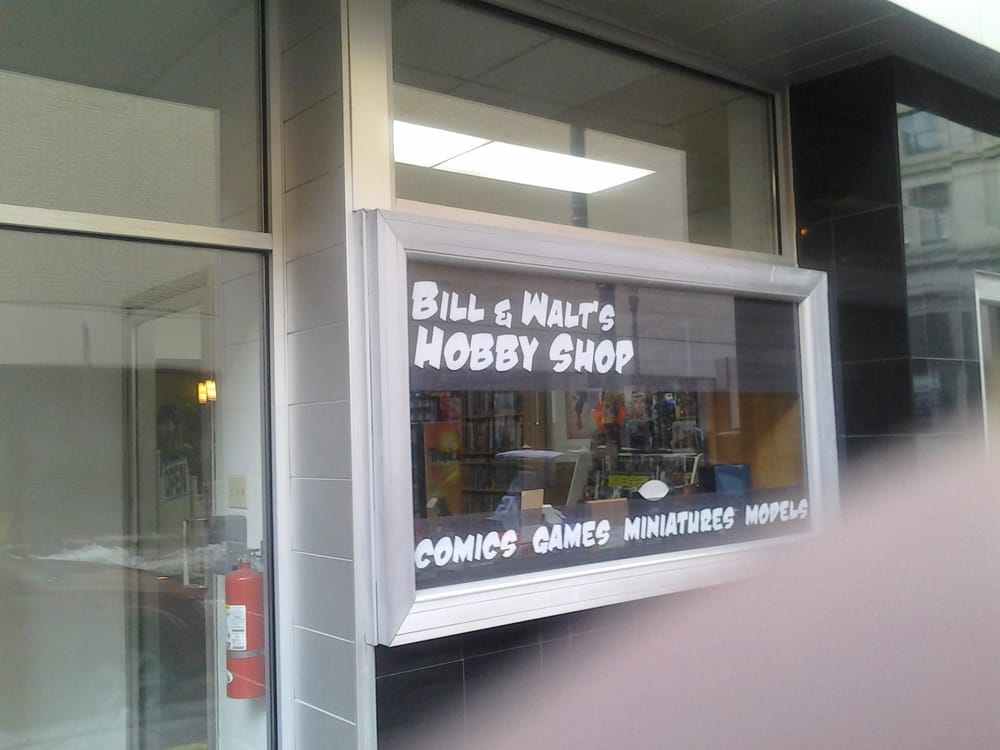 BILL & WALT'S
HOBBY SHOP
COMICS GAMES MINIATURES MODELS